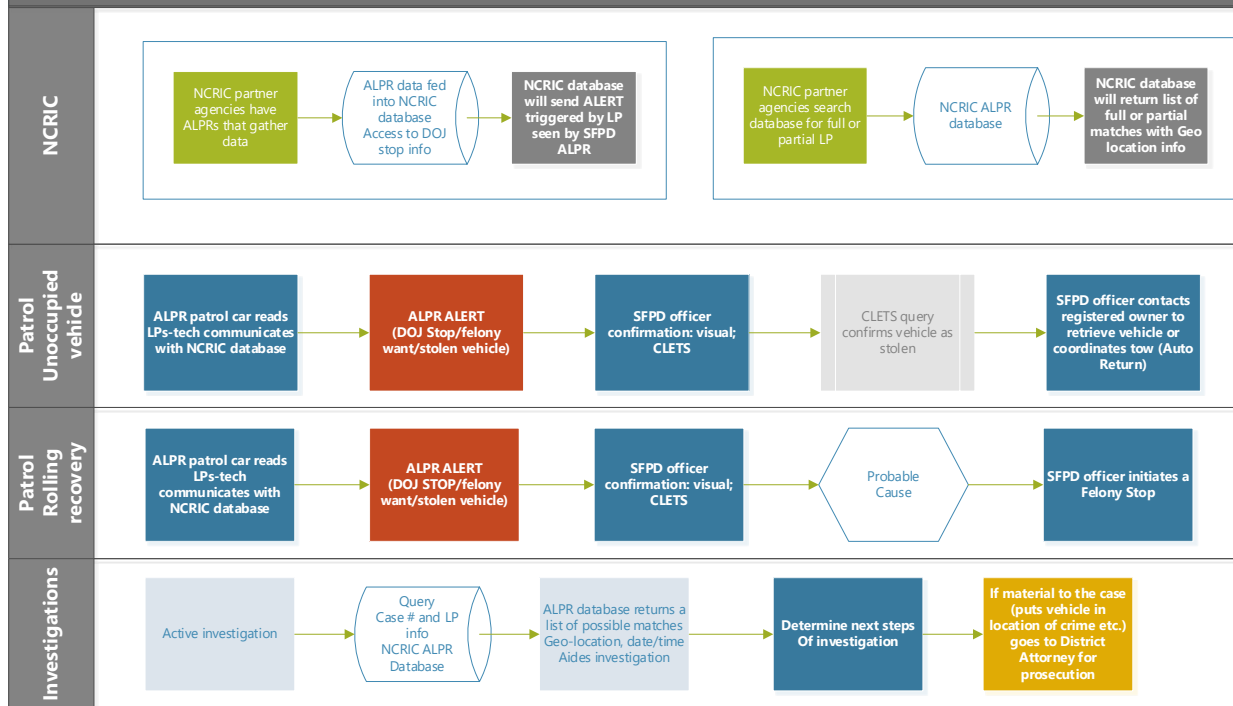 NCRIC
NCRIC partner
agencies have
ALPRs that gather
data
ALPR data fed
into NCRIC
database
Access to DOJ
stop info
NCRIC database
will send ALERT
triggered by LP
seen by SFPD
ALPR
NCRIC partner
agencies search
database for full or
partial LP
NCRIC ALPR
database
NCRIC database
will return list of
full or partial
matches with Geo
location info
Patrol
Unoccupied
vehicle
ALPR patrol car reads
LPs-tech communicates
with NCRIC database
ALPR ALERT
(DOJ Stop/felony
want/stolen vehicle)
SFPD officer
confirmation: visual;
CLETS
CLETS query
confirms vehicle as
stolen
SFPD officer contacts
registered owner to
retrieve vehicle or
coordinates tow (Auto
Return)
Patrol
Rolling
recovery
ALPR patrol car reads
LPs-tech
communicates with
NCRIC database
ALPR ALERT
(DOJ STOP/felony
want/stolen vehicle)
SFPD officer
confirmation: visual;
CLETS
Probable
Cause
SFPD officer initiates a
Felony Stop
Investigations
Active investigation
Query
Case # and LP
info
NCRIC ALPR
Database
ALPR database returns a
list of possible matches
Geo-location, date/time
Aides investigation
Determine next steps
Of investigation
If material to the case
(puts vehicle in
location of crime etc.)
goes to District
Attorney for
prosecution